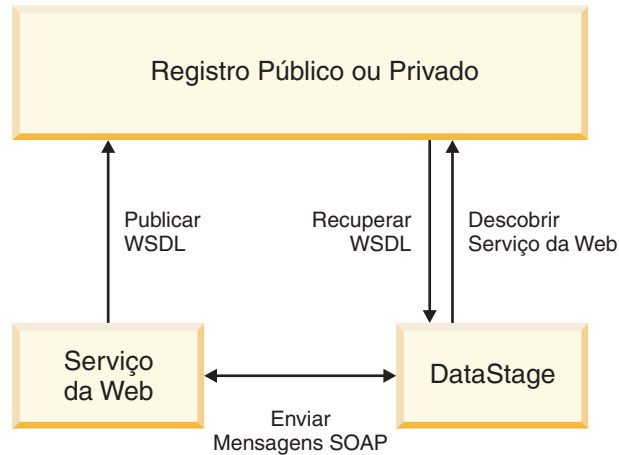 Registro Público ou Privado
Publicar
WSDL
Recuperar
WSDL
Descobrir
Serviço da Web
Serviço
da Web
DataStage
Enviar
Mensagens SOAP